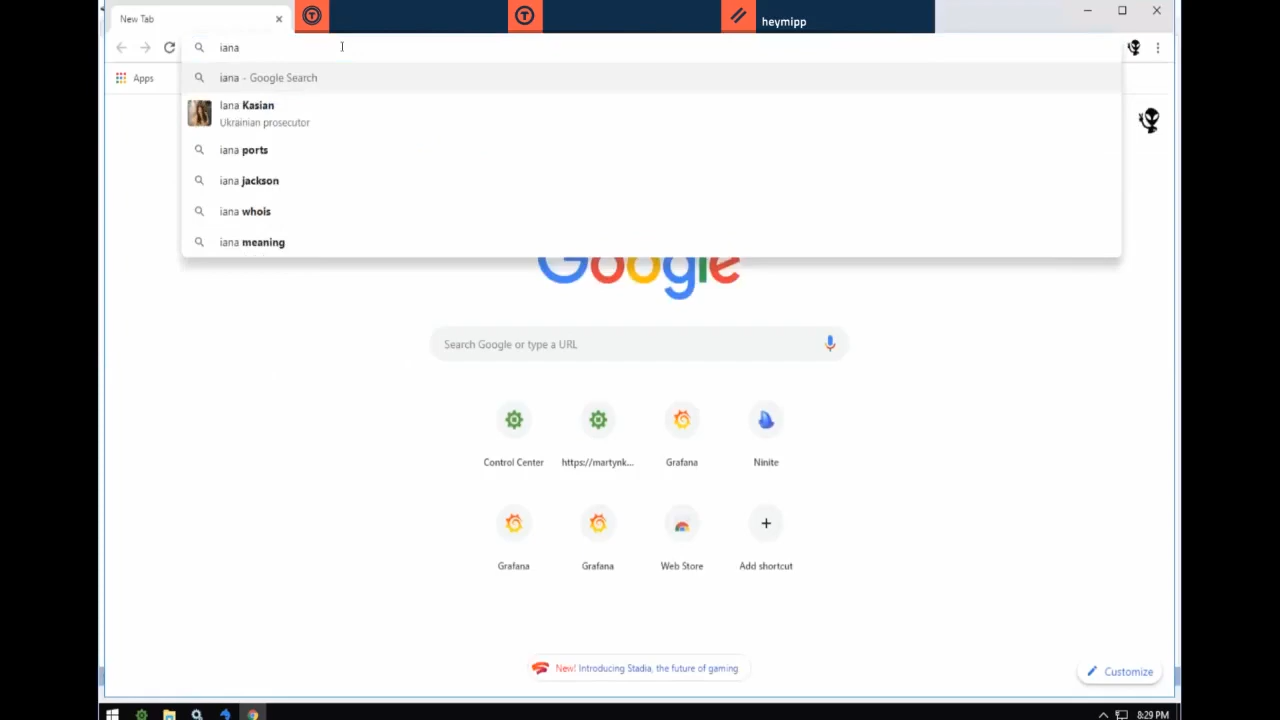 New Tab
heymipp
iana
Apps
iana - Google Search
Iana Kasian
Ukrainian prosecutor
iana ports
iana jackson
iana whois
iana meaning
Google
Search Google or type a URL
Control Center
https://martynk...
Grafana
Ninite
Grafana
Grafana
Web Store
Add shortcut
New! Introducing Stadia, the future of gaming
Customize
8:29 PM